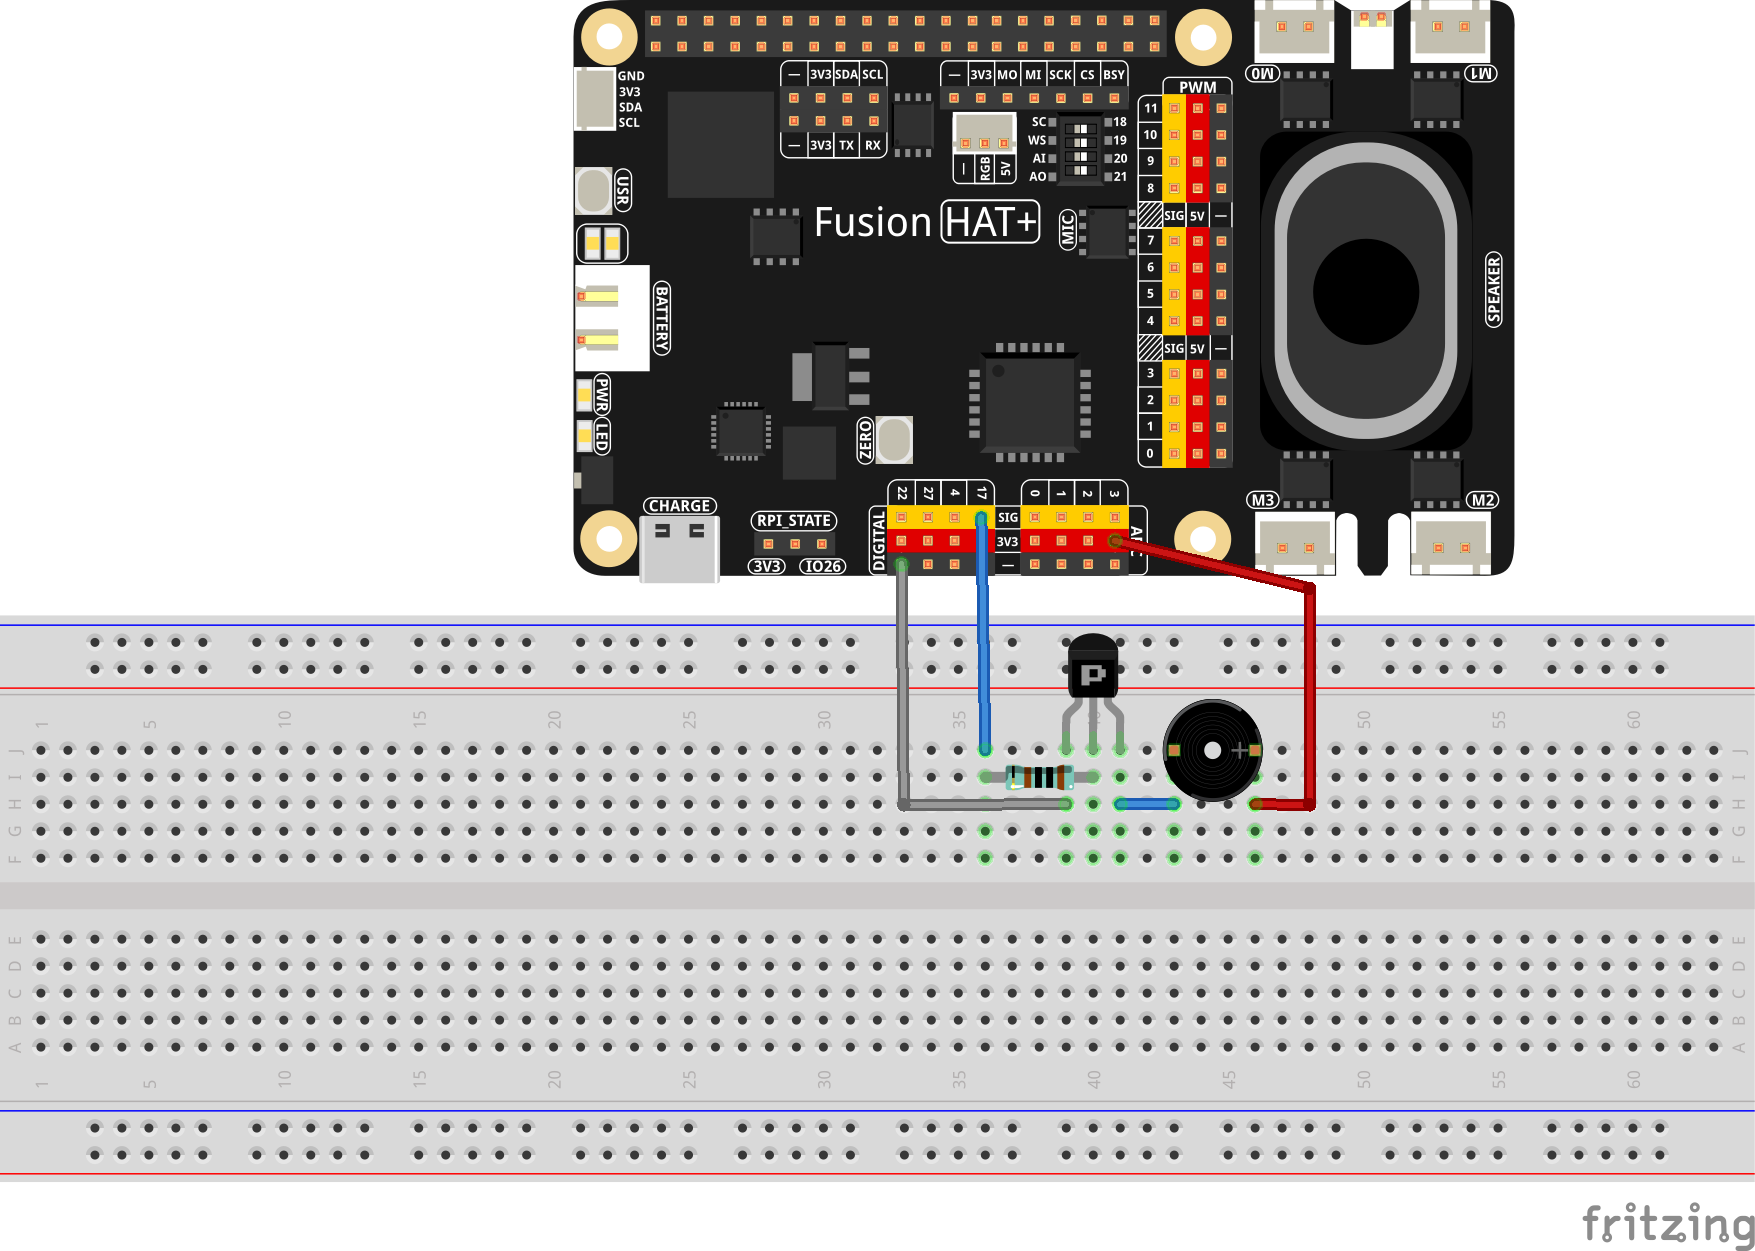 GND
3V3
SDA
SCL
— 3V3 SDA SCL
— 3V3 TX RX
— 3V3 MO MI SCK CS BSY
— RGB 5V
SC 18
WS 19
AI 20
AO 21
PWM
11
10
9
8
SIG 5V —
7
6
5
4
SIG 5V —
3
2
1
0
M0
M1
USR
Fusion HAT+
MIC
SPEAKER
BATTERY
PWR
LED
ZERO
M3
M2
CHARGE
RPI_STATE
3V3 IO26
DIGITAL
22 27 4 17
0 1 2 3
SIG
3V3
—
P
1 5 10 15 20 25 30 35 40 45 50 55 60
J J
I I
H H
G G
F F
E E
D D
C C
B B
A A
1 5 10 15 20 25 30 35 40 45 50 55 60
fritzing